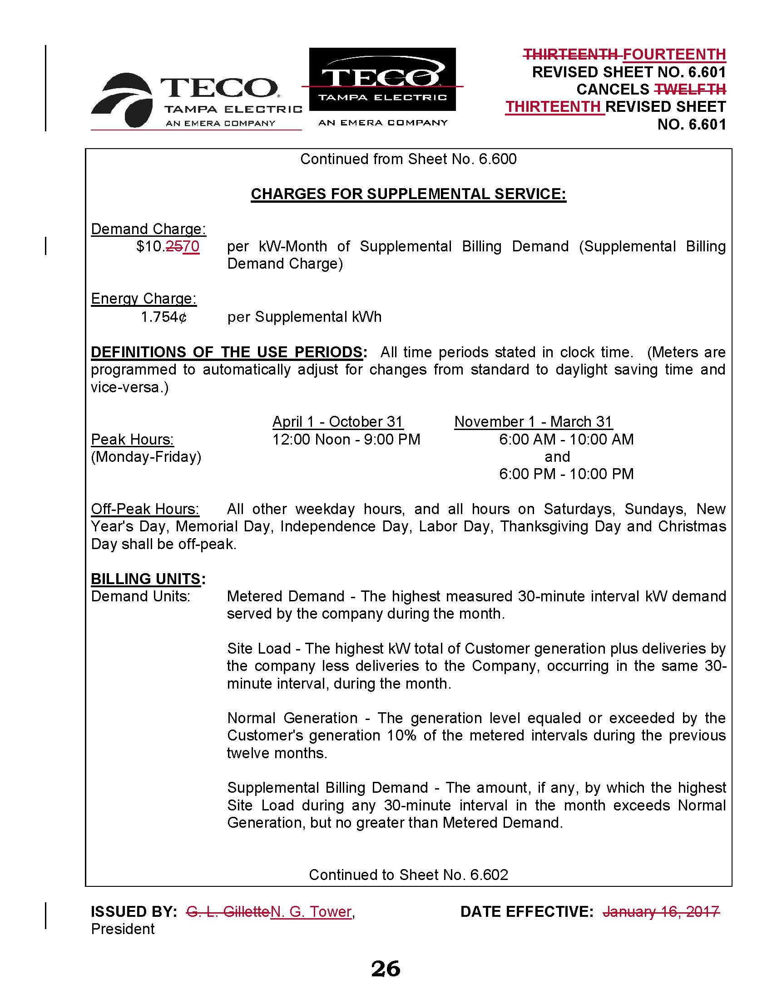 THIRTEENTH FOURTEENTH
REVISED SHEET NO. 6.601
CANCELS TWELFTH
THIRTEENTH REVISED SHEET
NO. 6.601
TECO.
TAMPA ELECTRIC
AN EMERA COMPANY
TECO
TAMPA ELECTRIC
AN EMERA COMPANY
Continued from Sheet No. 6.600
CHARGES FOR SUPPLEMENTAL SERVICE:
Demand Charge:
$10.2570 per kW-Month of Supplemental Billing Demand (Supplemental Billing
Demand Charge)
Energy Charge:
1.754¢ per Supplemental kWh
DEFINITIONS OF THE USE PERIODS: All time periods stated in clock time. (Meters are
programmed to automatically adjust for changes from standard to daylight saving time and
vice-versa.)
April 1 - October 31 November 1 - March 31
Peak Hours: 12:00 Noon - 9:00 PM 6:00 AM - 10:00 AM
(Monday-Friday) and
6:00 PM - 10:00 PM
Off-Peak Hours: All other weekday hours, and all hours on Saturdays, Sundays, New
Year's Day, Memorial Day, Independence Day, Labor Day, Thanksgiving Day and Christmas
Day shall be off-peak.
BILLING UNITS:
Demand Units: Metered Demand - The highest measured 30-minute interval kW demand
served by the company during the month.
Site Load - The highest kW total of Customer generation plus deliveries by
the company less deliveries to the Company, occurring in the same 30-
minute interval, during the month.
Normal Generation - The generation level equaled or exceeded by the
Customer's generation 10% of the metered intervals during the previous
twelve months.
Supplemental Billing Demand - The amount, if any, by which the highest
Site Load during any 30-minute interval in the month exceeds Normal
Generation, but no greater than Metered Demand.
Continued to Sheet No. 6.602
ISSUED BY: G. L. GilletteN. G. Tower, DATE EFFECTIVE: January 16, 2017
President
26